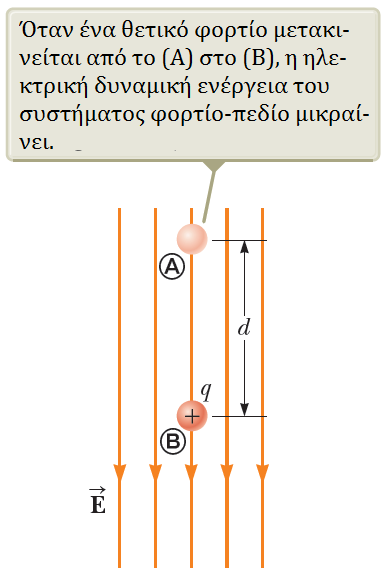 Όταν ένα θετικό φορτίο μετακι-
νείται από το (Α) στο (Β), η ηλε-
κτρική δυναμική ενέργεια του
συστήματος φορτίο-πεδίο μικραί-
νει.
A
d
q
+
B
E